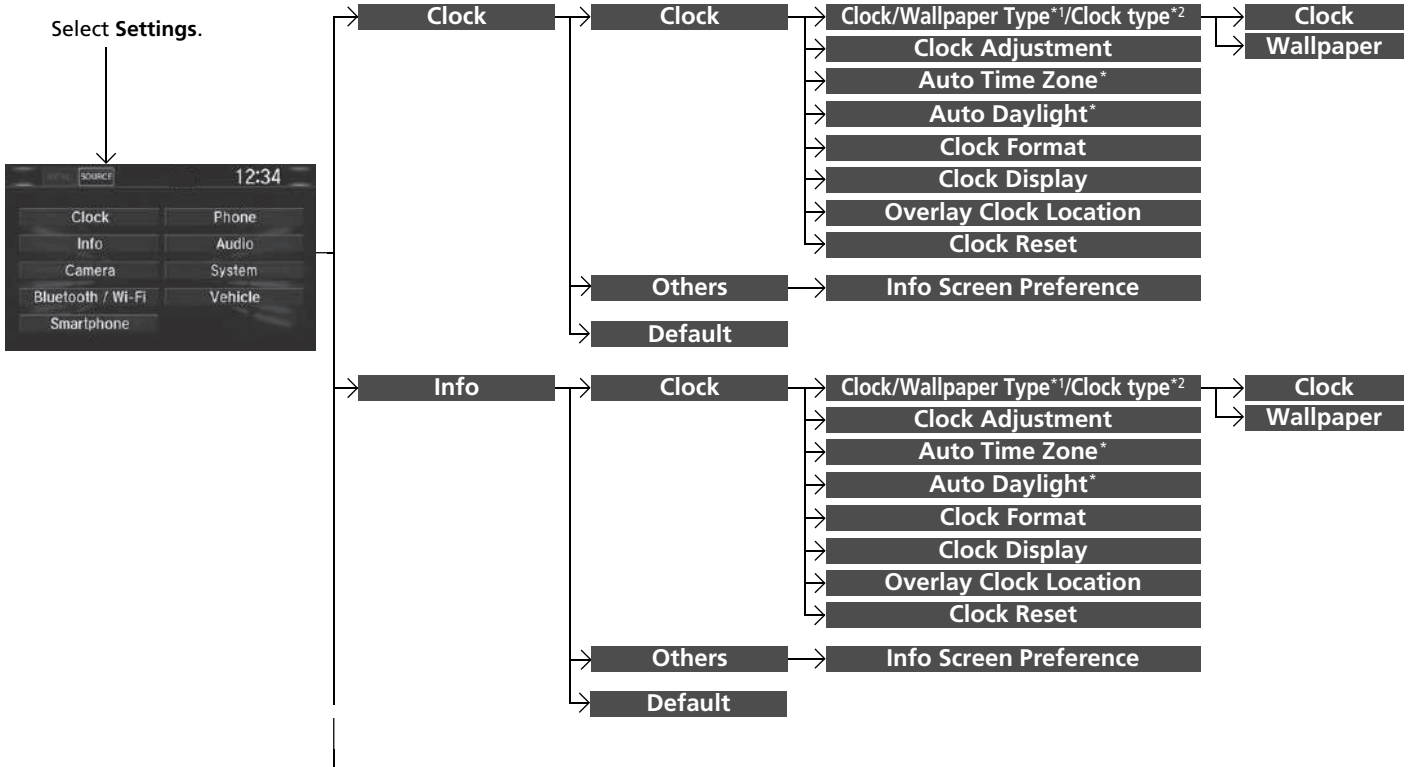 Select Settings.
MENU SOURCE 12:34
Clock Phone
Info Audio
Camera System
Bluetooth / Wi-Fi Vehicle
Smartphone
Clock
Clock
Clock/Wallpaper Type*1/Clock type*2
Clock
Wallpaper
Clock Adjustment
Auto Time Zone*
Auto Daylight*
Clock Format
Clock Display
Overlay Clock Location
Clock Reset
Others
Info Screen Preference
Default
Info
Clock
Clock/Wallpaper Type*1/Clock type*2
Clock
Wallpaper
Clock Adjustment
Auto Time Zone*
Auto Daylight*
Clock Format
Clock Display
Overlay Clock Location
Clock Reset
Others
Info Screen Preference
Default